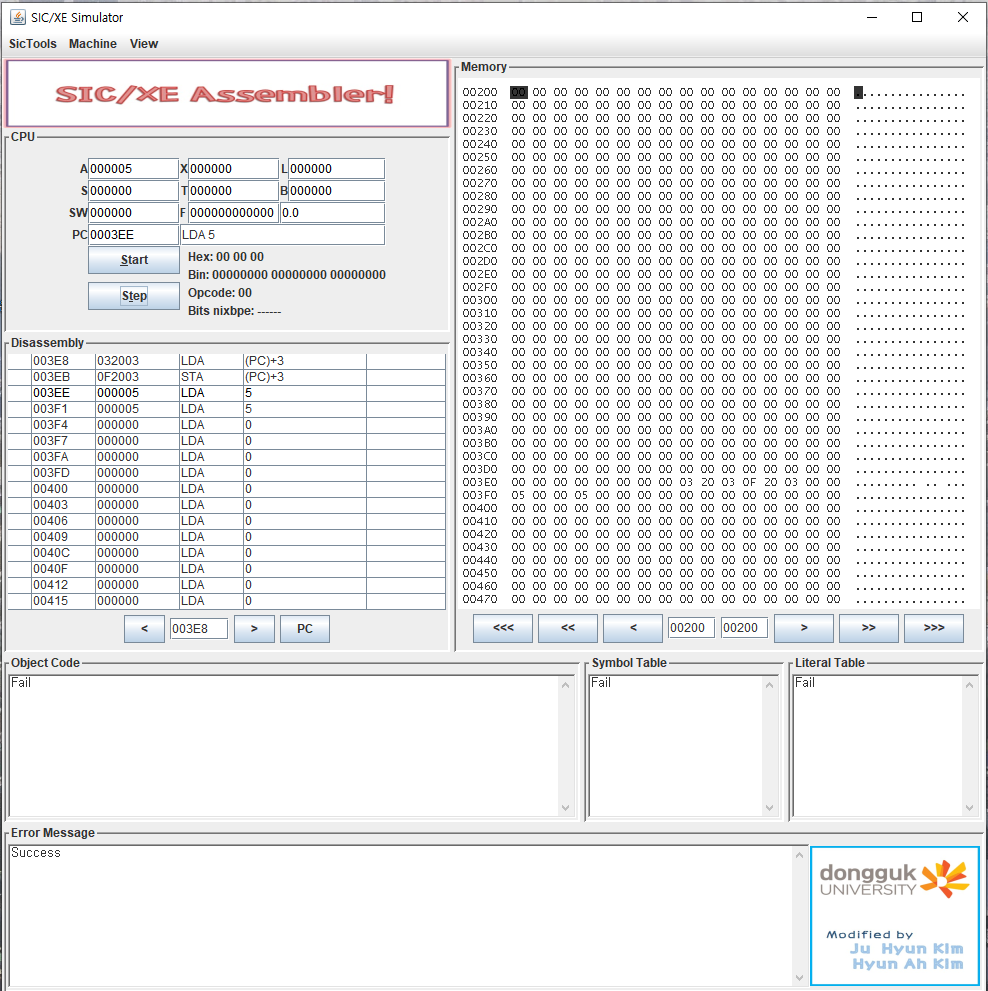 SIC/XE Simulator
SicTools Machine View
SIC/XE Assembler!
CPU
A 000005 X 000000 L 000000
S 000000 T 000000 B 000000
SW 000000 F 000000000000 0.0
PC 0003EE LDA 5
Start Hex: 00 00 00
Bin: 00000000 00000000 00000000
Step Opcode: 00
Bits nixbpe: ------
Disassembly
003E8 032003 LDA (PC)+3
003EB 0F2003 STA (PC)+3
003EE 000005 LDA 5
003F1 000005 LDA 5
003F4 000000 LDA 0
003F7 000000 LDA 0
003FA 000000 LDA 0
003FD 000000 LDA 0
00400 000000 LDA 0
00403 000000 LDA 0
00406 000000 LDA 0
00409 000000 LDA 0
0040C 000000 LDA 0
0040F 000000 LDA 0
00412 000000 LDA 0
00415 000000 LDA 0
< 003E8 > PC
Memory
00200 00 00 00 00 00 00 00 00 00 00 00 00 00 00 00 00 ................
00210 00 00 00 00 00 00 00 00 00 00 00 00 00 00 00 00 ................
00220 00 00 00 00 00 00 00 00 00 00 00 00 00 00 00 00 ................
00230 00 00 00 00 00 00 00 00 00 00 00 00 00 00 00 00 ................
00240 00 00 00 00 00 00 00 00 00 00 00 00 00 00 00 00 ................
00250 00 00 00 00 00 00 00 00 00 00 00 00 00 00 00 00 ................
00260 00 00 00 00 00 00 00 00 00 00 00 00 00 00 00 00 ................
00270 00 00 00 00 00 00 00 00 00 00 00 00 00 00 00 00 ................
00280 00 00 00 00 00 00 00 00 00 00 00 00 00 00 00 00 ................
00290 00 00 00 00 00 00 00 00 00 00 00 00 00 00 00 00 ................
002A0 00 00 00 00 00 00 00 00 00 00 00 00 00 00 00 00 ................
002B0 00 00 00 00 00 00 00 00 00 00 00 00 00 00 00 00 ................
002C0 00 00 00 00 00 00 00 00 00 00 00 00 00 00 00 00 ................
002D0 00 00 00 00 00 00 00 00 00 00 00 00 00 00 00 00 ................
002E0 00 00 00 00 00 00 00 00 00 00 00 00 00 00 00 00 ................
002F0 00 00 00 00 00 00 00 00 00 00 00 00 00 00 00 00 ................
00300 00 00 00 00 00 00 00 00 00 00 00 00 00 00 00 00 ................
00310 00 00 00 00 00 00 00 00 00 00 00 00 00 00 00 00 ................
00320 00 00 00 00 00 00 00 00 00 00 00 00 00 00 00 00 ................
00330 00 00 00 00 00 00 00 00 00 00 00 00 00 00 00 00 ................
00340 00 00 00 00 00 00 00 00 00 00 00 00 00 00 00 00 ................
00350 00 00 00 00 00 00 00 00 00 00 00 00 00 00 00 00 ................
00360 00 00 00 00 00 00 00 00 00 00 00 00 00 00 00 00 ................
00370 00 00 00 00 00 00 00 00 00 00 00 00 00 00 00 00 ................
00380 00 00 00 00 00 00 00 00 00 00 00 00 00 00 00 00 ................
00390 00 00 00 00 00 00 00 00 00 00 00 00 00 00 00 00 ................
003A0 00 00 00 00 00 00 00 00 00 00 00 00 00 00 00 00 ................
003B0 00 00 00 00 00 00 00 00 00 00 00 00 00 00 00 00 ................
003C0 00 00 00 00 00 00 00 00 00 00 00 00 00 00 00 00 ................
003D0 00 00 00 00 00 00 00 00 00 00 00 00 00 00 00 00 ................
003E0 00 00 00 00 00 00 00 00 03 20 03 0F 20 03 00 00 ......... .. ...
003F0 05 00 00 05 00 00 00 00 00 00 00 00 00 00 00 00 ................
00400 00 00 00 00 00 00 00 00 00 00 00 00 00 00 00 00 ................
00410 00 00 00 00 00 00 00 00 00 00 00 00 00 00 00 00 ................
00420 00 00 00 00 00 00 00 00 00 00 00 00 00 00 00 00 ................
00430 00 00 00 00 00 00 00 00 00 00 00 00 00 00 00 00 ................
00440 00 00 00 00 00 00 00 00 00 00 00 00 00 00 00 00 ................
00450 00 00 00 00 00 00 00 00 00 00 00 00 00 00 00 00 ................
00460 00 00 00 00 00 00 00 00 00 00 00 00 00 00 00 00 ................
00470 00 00 00 00 00 00 00 00 00 00 00 00 00 00 00 00 ................
<<< << < 00200 00200 > >> >>>
Object Code
Fail
Symbol Table
Fail
Literal Table
Fail
Error Message
Success
dongguk
UNIVERSITY
Modified by
Ju Hyun Kim
Hyun Ah Kim